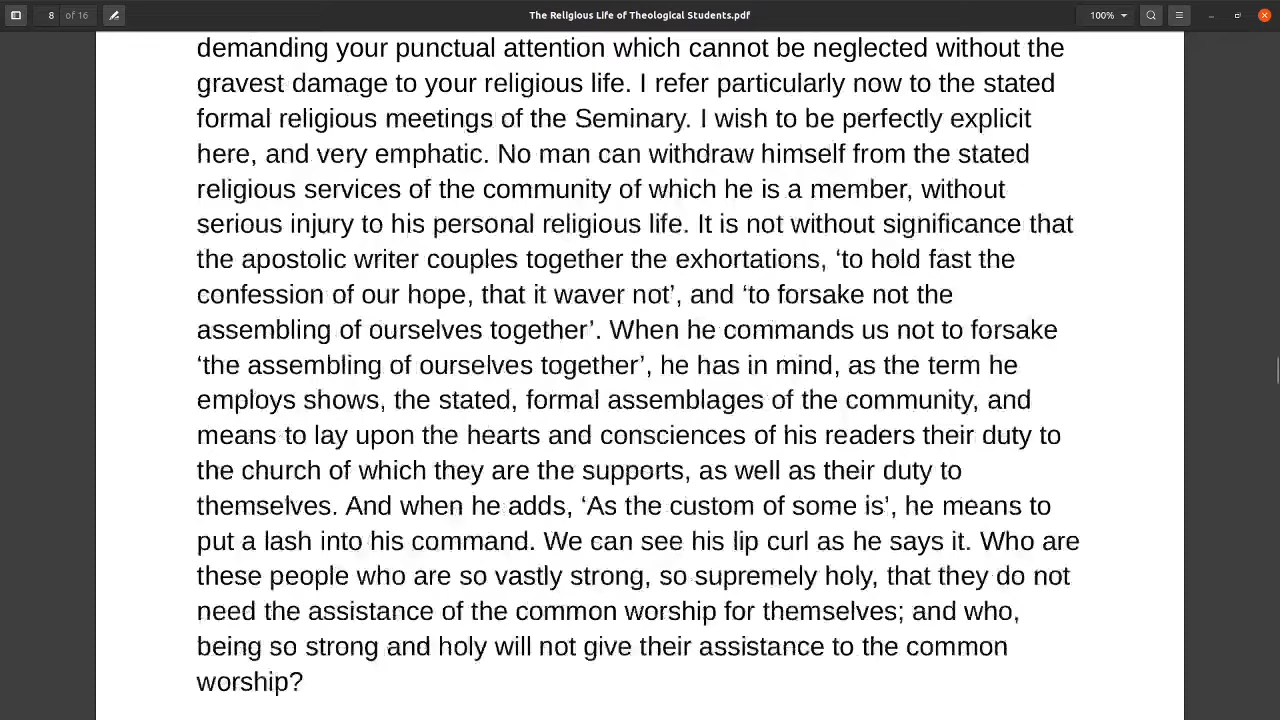 8 of 16
The Religious Life of Theological Students.pdf
100%
demanding your punctual attention which cannot be neglected without the
gravest damage to your religious life. I refer particularly now to the stated
formal religious meetings of the Seminary. I wish to be perfectly explicit
here, and very emphatic. No man can withdraw himself from the stated
religious services of the community of which he is a member, without
serious injury to his personal religious life. It is not without significance that
the apostolic writer couples together the exhortations, ‘to hold fast the
confession of our hope, that it waver not’, and ‘to forsake not the
assembling of ourselves together’. When he commands us not to forsake
‘the assembling of ourselves together’, he has in mind, as the term he
employs shows, the stated, formal assemblages of the community, and
means to lay upon the hearts and consciences of his readers their duty to
the church of which they are the supports, as well as their duty to
themselves. And when he adds, ‘As the custom of some is’, he means to
put a lash into his command. We can see his lip curl as he says it. Who are
these people who are so vastly strong, so supremely holy, that they do not
need the assistance of the common worship for themselves; and who,
being so strong and holy will not give their assistance to the common
worship?